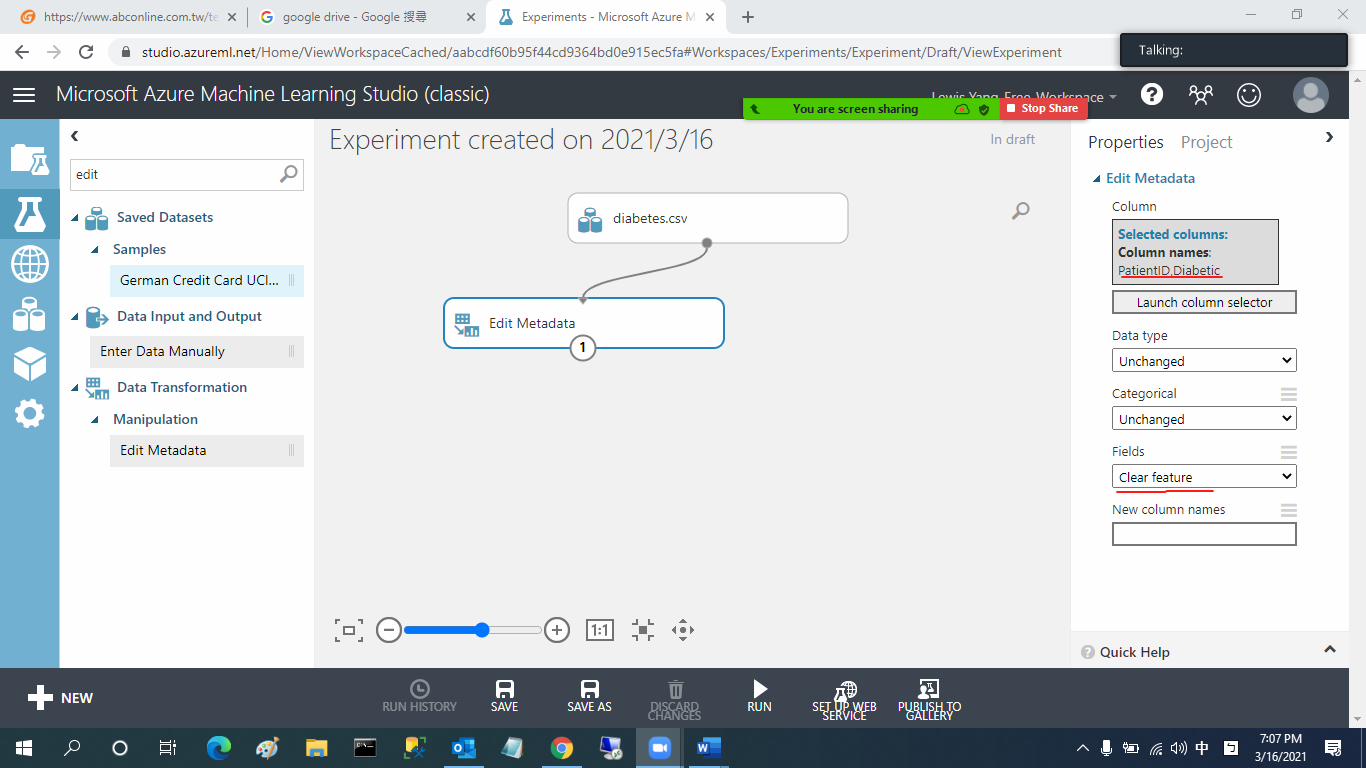 https://www.abconline.com.tw/te
google drive - Google 搜尋
Experiments - Microsoft Azure M
studio.azureml.net/Home/ViewWorkspaceCached/aabcdf60b95f44cd9364bd0e915ec5fa#Workspaces/Experiments/Experiment/Draft/ViewExperiment
Talking:
Microsoft Azure Machine Learning Studio (classic)
Lewis Yang-Free-Workspace
You are screen sharing
Stop Share
edit
Saved Datasets
Samples
German Credit Card UCI...
Data Input and Output
Enter Data Manually
Data Transformation
Manipulation
Edit Metadata
Experiment created on 2021/3/16
In draft
diabetes.csv
Edit Metadata
1
Properties
Project
Edit Metadata
Column
Selected columns:
Column names:
PatientID,Diabetic
Launch column selector
Data type
Unchanged
Categorical
Unchanged
Fields
Clear feature
New column names
1:1
Quick Help
NEW
RUN HISTORY
SAVE
SAVE AS
DISCARD CHANGES
RUN
SET UP WEB SERVICE
PUBLISH TO GALLERY
中
7:07 PM
3/16/2021